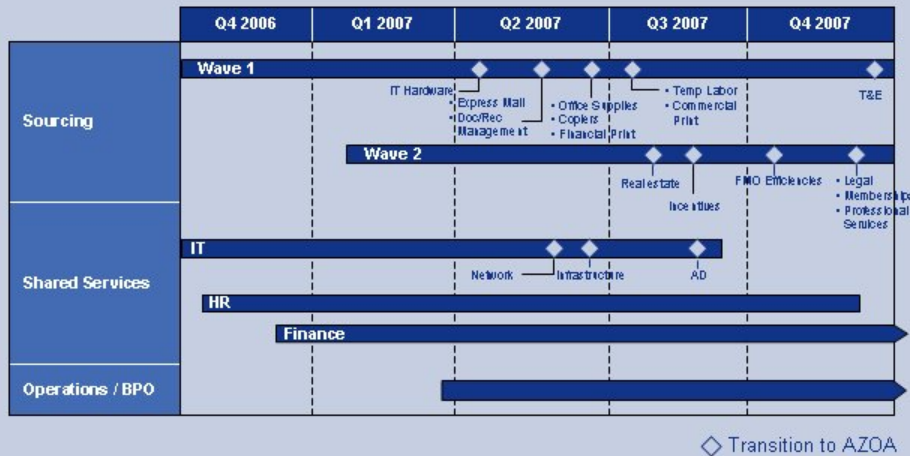 Q4 2006 Q1 2007 Q2 2007 Q3 2007 Q4 2007
Sourcing
Wave 1
IT Hardware
• Express Mail
• Doc/Rec
Management
• Office Supplies
• Copiers
• Financial Print
• Temp Labor
• Commercial
Print
T&E
Wave 2
Real estate
Incentives
FMO Efficiencies
• Legal
• Memberships
• Professional
Services
Shared Services
IT
Network
Infrastructure
AD
HR
Finance
Operations / BPO
Transition to AZOA